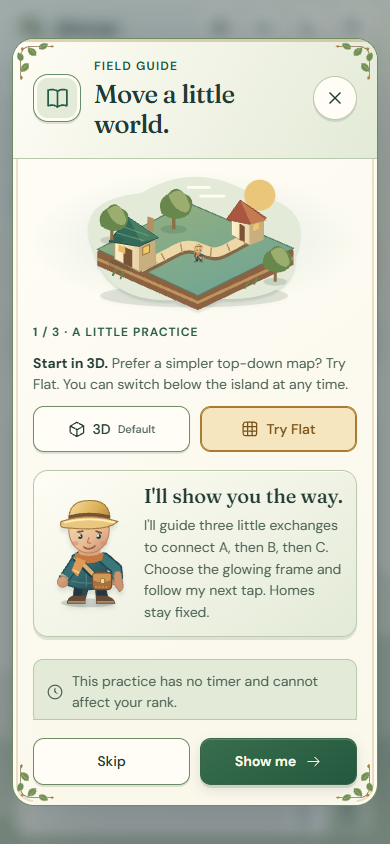 FIELD GUIDE
Move a little
world.
1 / 3 · A LITTLE PRACTICE
Start in 3D. Prefer a simpler top-down map? Try
Flat. You can switch below the island at any time.
3D Default
Try Flat
I'll show you the way.
I'll guide three little exchanges
to connect A, then B, then C.
Choose the glowing frame and
follow my next tap. Homes
stay fixed.
This practice has no timer and cannot
affect your rank.
Skip
Show me